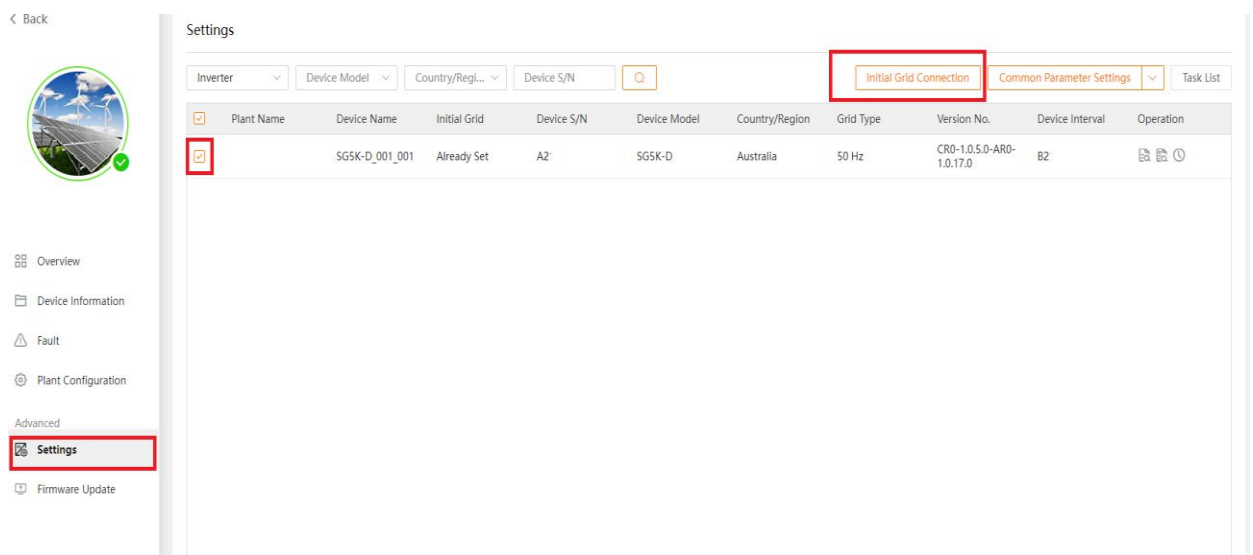 < Back
Settings
Inverter Device Model Country/Regi... Device S/N Initial Grid Connection Common Parameter Settings Task List
Plant Name Device Name Initial Grid Device S/N Device Model Country/Region Grid Type Version No. Device Interval Operation
SG5K-D_001_001 Already Set A2 SG5K-D Australia 50 Hz CR0-1.0.5.0-AR0-
1.0.17.0 B2
Overview
Device Information
Fault
Plant Configuration
Advanced
Settings
Firmware Update